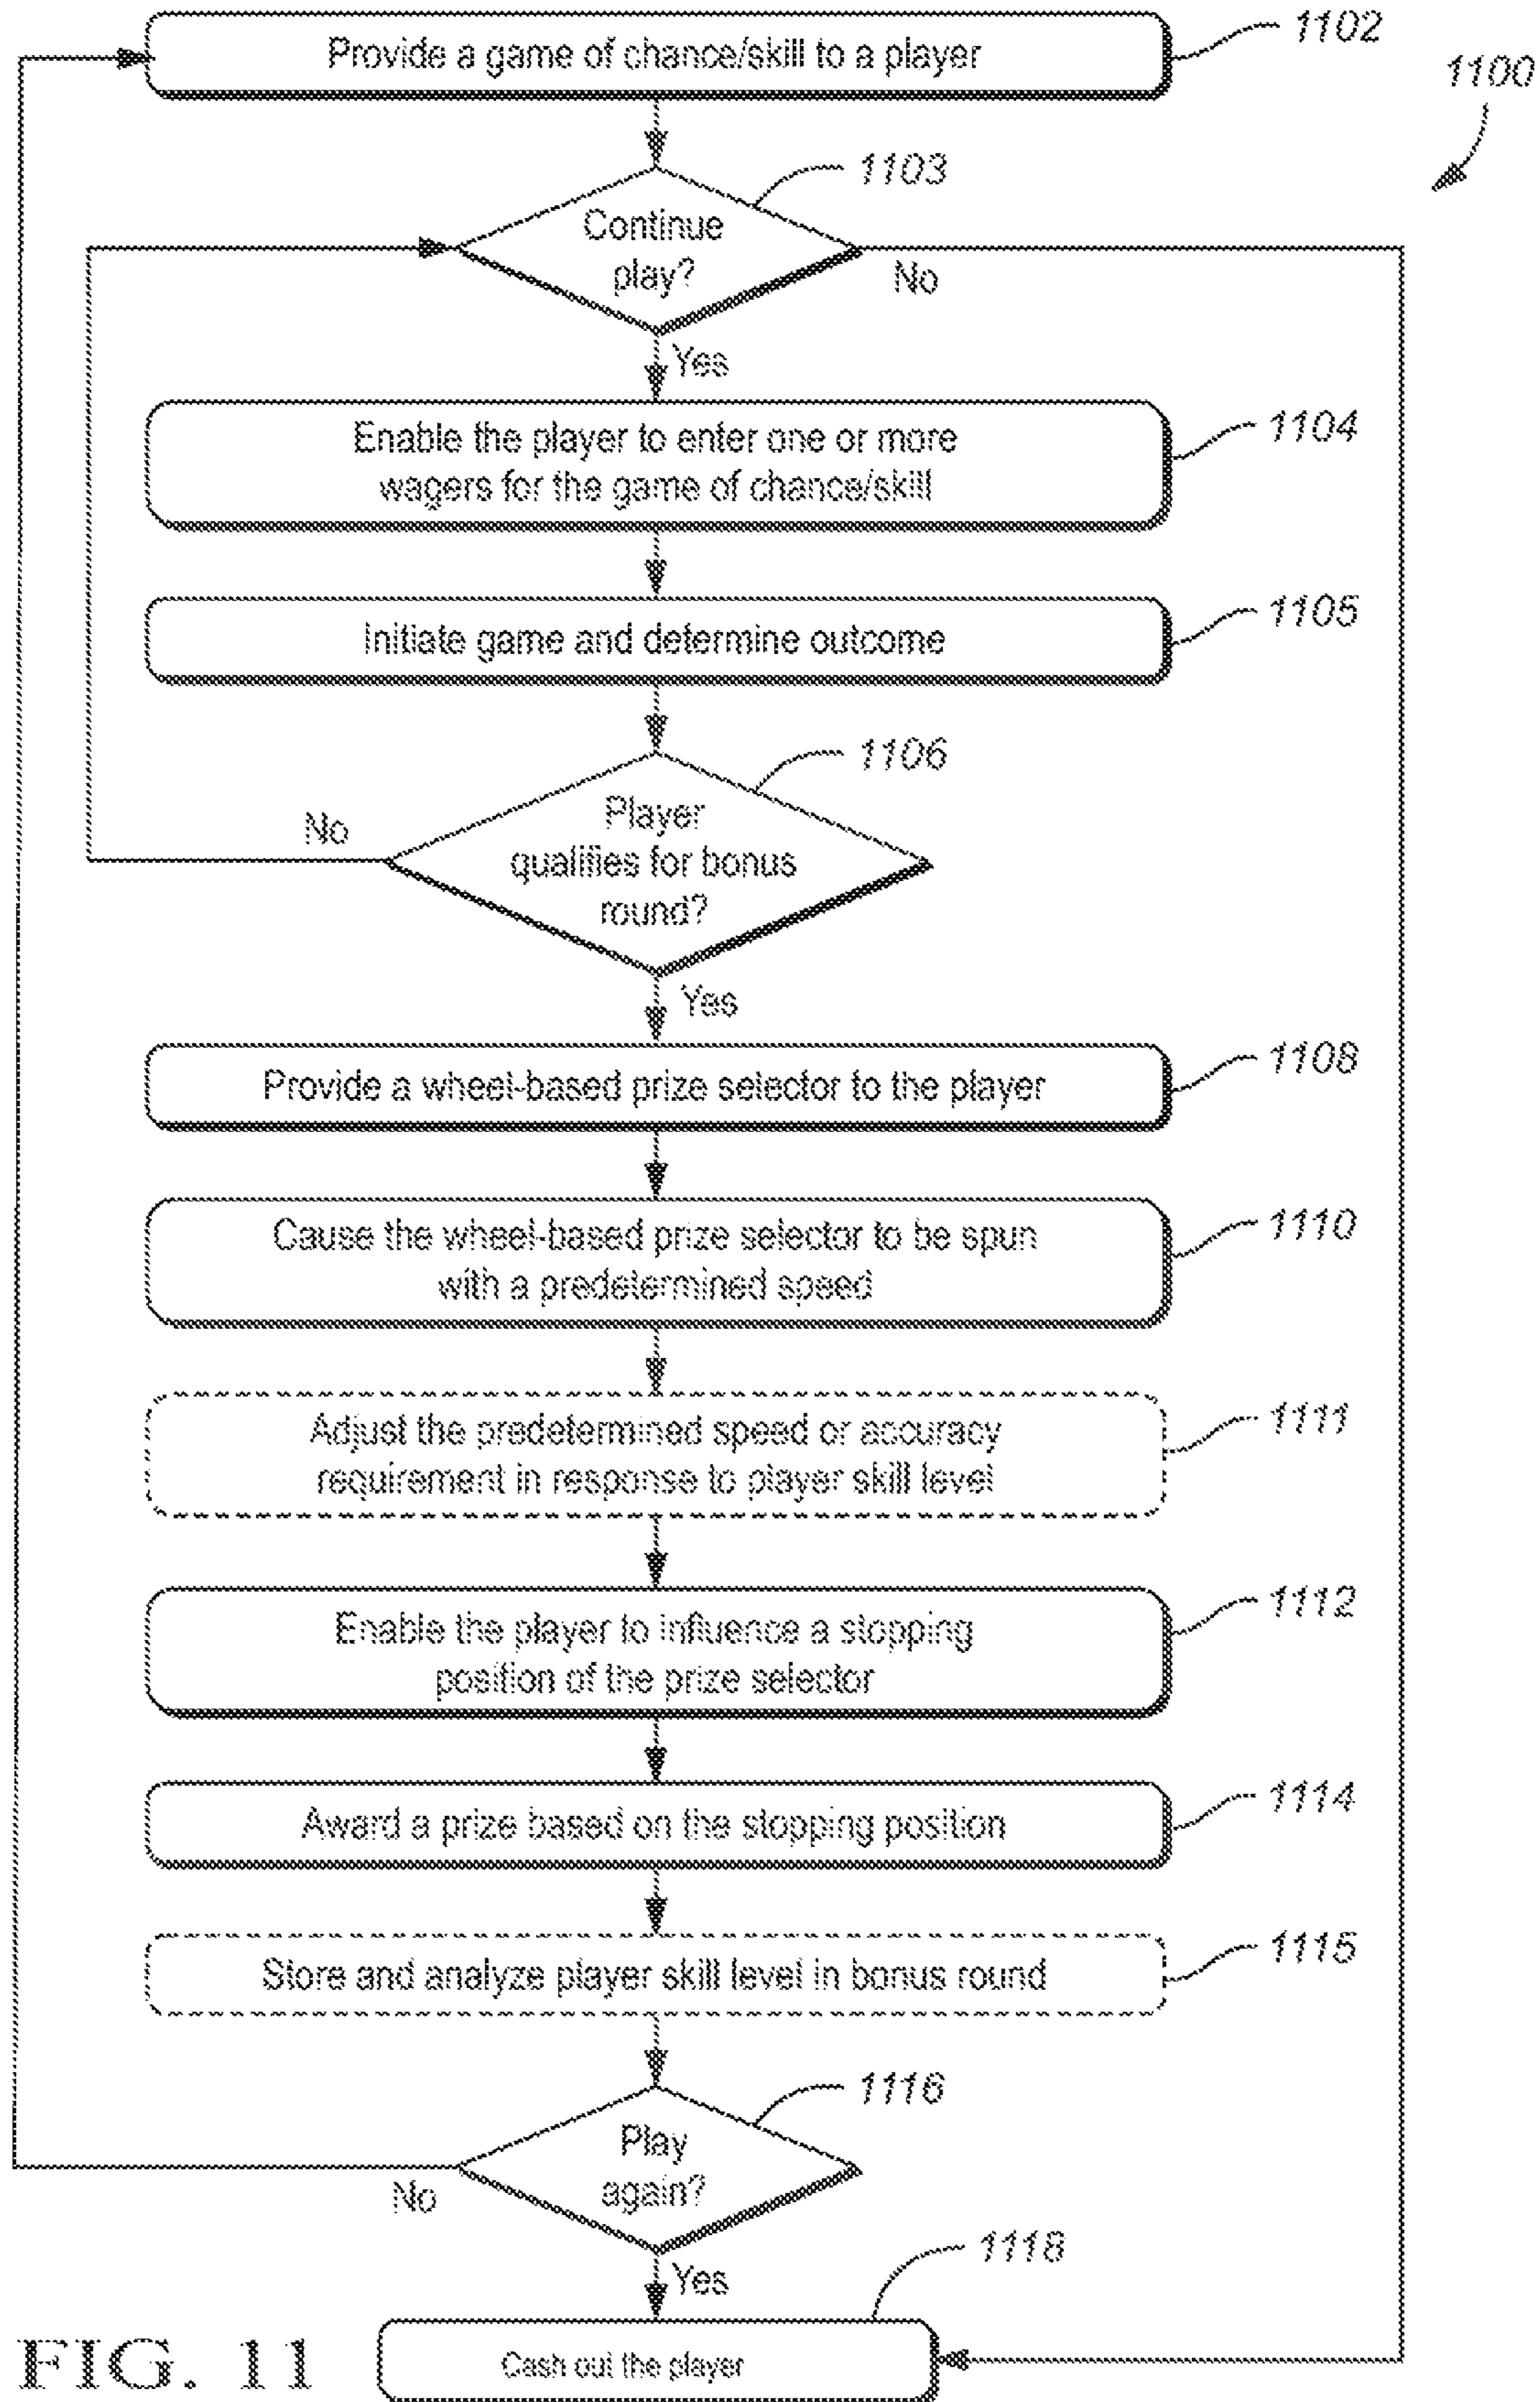 Provide a game of chance/skill to a player
1102
1100
1103
Continue
play?
No
Yes
Enable the player to enter one or more
wagers for the game of chance/skill
1104
Initiate game and determine outcome
1105
1106
Player
qualifies for bonus
round?
No
Yes
Provide a wheel-based prize selector to the player
1108
Cause the wheel-based prize selector to be spun
with a predetermined speed
1110
Adjust the predetermined speed or accuracy
requirement in response to player skill level
1111
Enable the player to influence a stopping
position of the prize selector
1112
Award a prize based on the stopping position
1114
Store and analyze player skill level in bonus round
1115
1116
Play
again?
No
Yes
1118
Cash out the player
FIG. 11